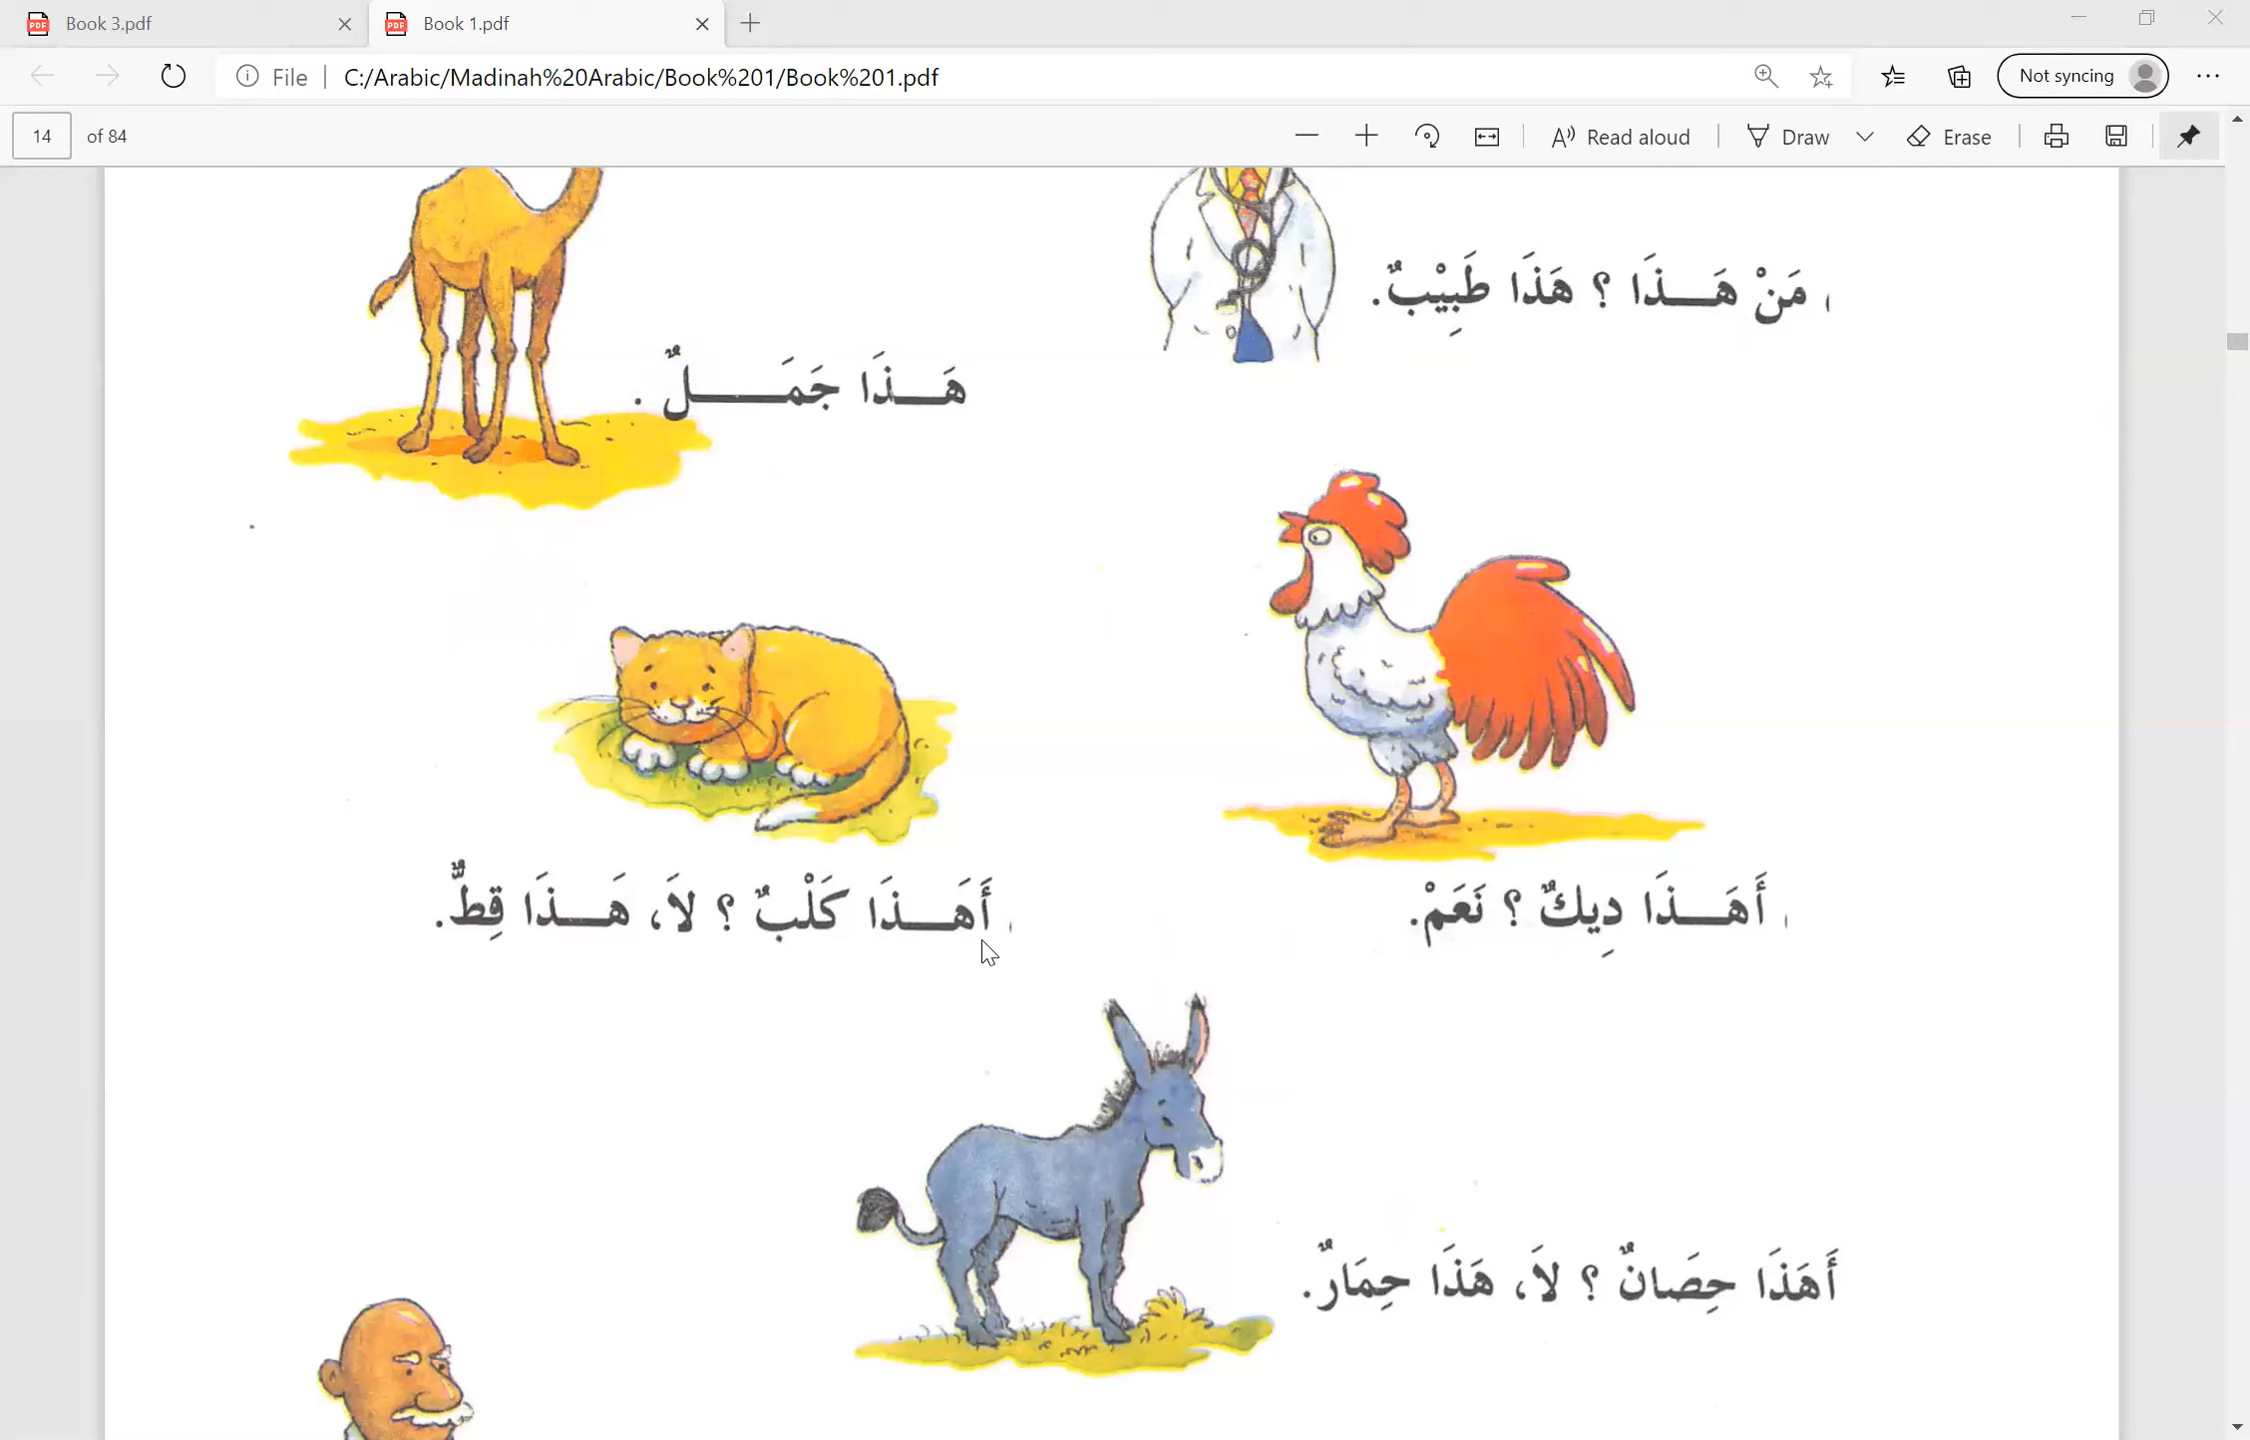 Book 3.pdf
Book 1.pdf
File
C:/Arabic/Madinah%20Arabic/Book%201/Book%201.pdf
Not syncing
14 of 84
Read aloud
Draw
Erase
مَنْ هَـــذَا ؟ هَذَا طَبِيْبٌ.
هَـــذَا جَمَـــــلٌ .
أَهَـــذَا دِيكٌ ؟ نَعَمْ.
أَهَـــذَا كَلْبٌ ؟ لاَ، هَـــذَا قِطٌّ.
أَهَذَا حِصَانٌ ؟ لاَ، هَذَا حِمَارٌ.